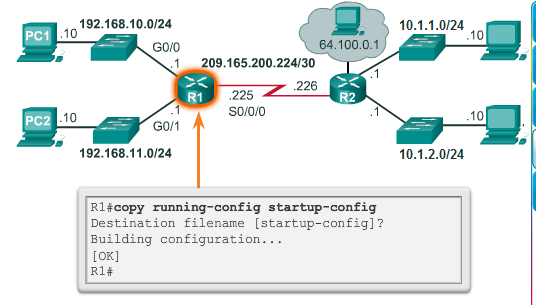 192.168.10.0/24
PC1
.10
G0/0
.1
64.100.0.1
10.1.1.0/24
.10
.1
209.165.200.224/30
R1
.225
S0/0/0
.226
R2
PC2
.10
.1
G0/1
192.168.11.0/24
.1
.10
10.1.2.0/24
R1#copy running-config startup-config
Destination filename [startup-config]?
Building configuration...
[OK]
R1#